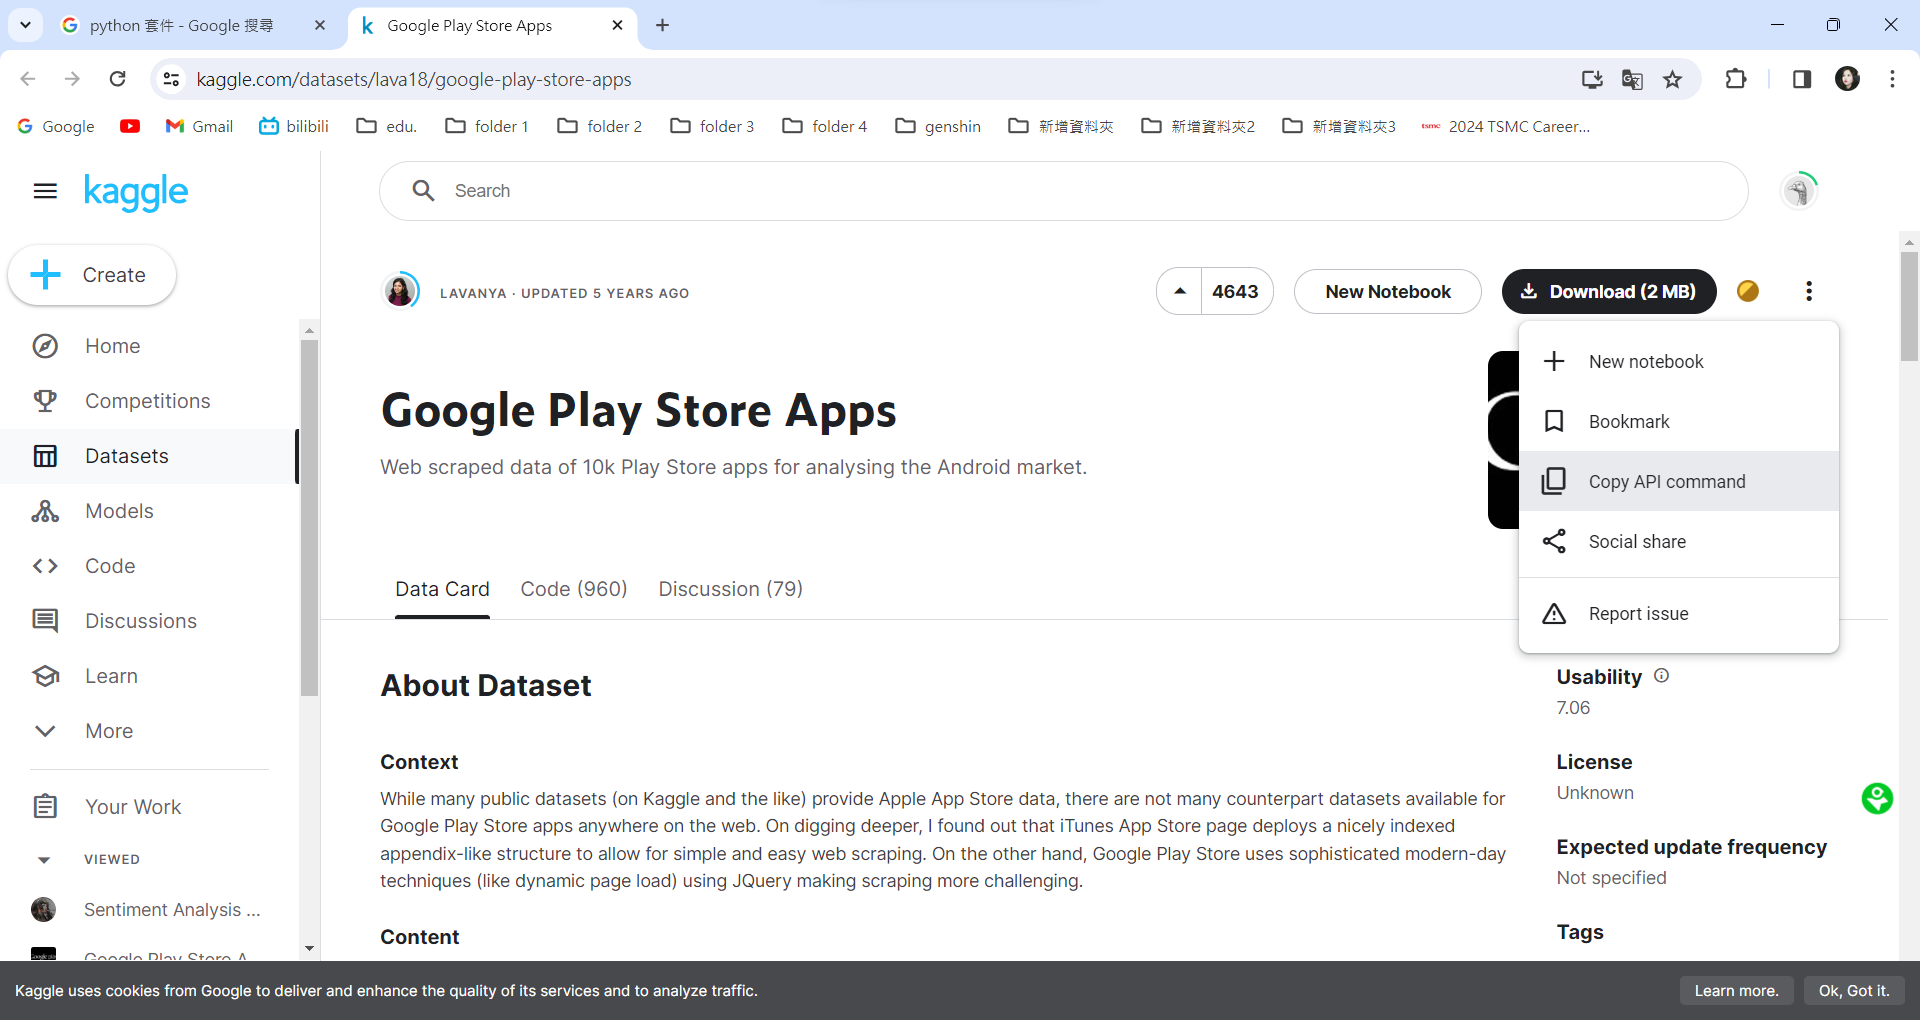 python 套件 - Google 搜尋
Google Play Store Apps
kaggle.com/datasets/lava18/google-play-store-apps
Google
Gmail
bilibili
edu.
folder 1
folder 2
folder 3
folder 4
genshin
新增資料夾
新增資料夾2
新增資料夾3
tsmc
2024 TSMC Career...
kaggle
Search
Create
LAVANYA · UPDATED 5 YEARS AGO
4643
New Notebook
Download (2 MB)
Home
Competitions
Datasets
Models
Code
Discussions
Learn
More
Your Work
VIEWED
Sentiment Analysis ...
Google Play Store A
Google Play Store Apps
Web scraped data of 10k Play Store apps for analysing the Android market.
New notebook
Bookmark
Copy API command
Social share
Report issue
Data Card
Code (960)
Discussion (79)
About Dataset
Context
While many public datasets (on Kaggle and the like) provide Apple App Store data, there are not many counterpart datasets available for
Google Play Store apps anywhere on the web. On digging deeper, I found out that iTunes App Store page deploys a nicely indexed
appendix-like structure to allow for simple and easy web scraping. On the other hand, Google Play Store uses sophisticated modern-day
techniques (like dynamic page load) using JQuery making scraping more challenging.
Content
Usability
7.06
License
Unknown
Expected update frequency
Not specified
Tags
Kaggle uses cookies from Google to deliver and enhance the quality of its services and to analyze traffic.
Learn more.
Ok, Got it.